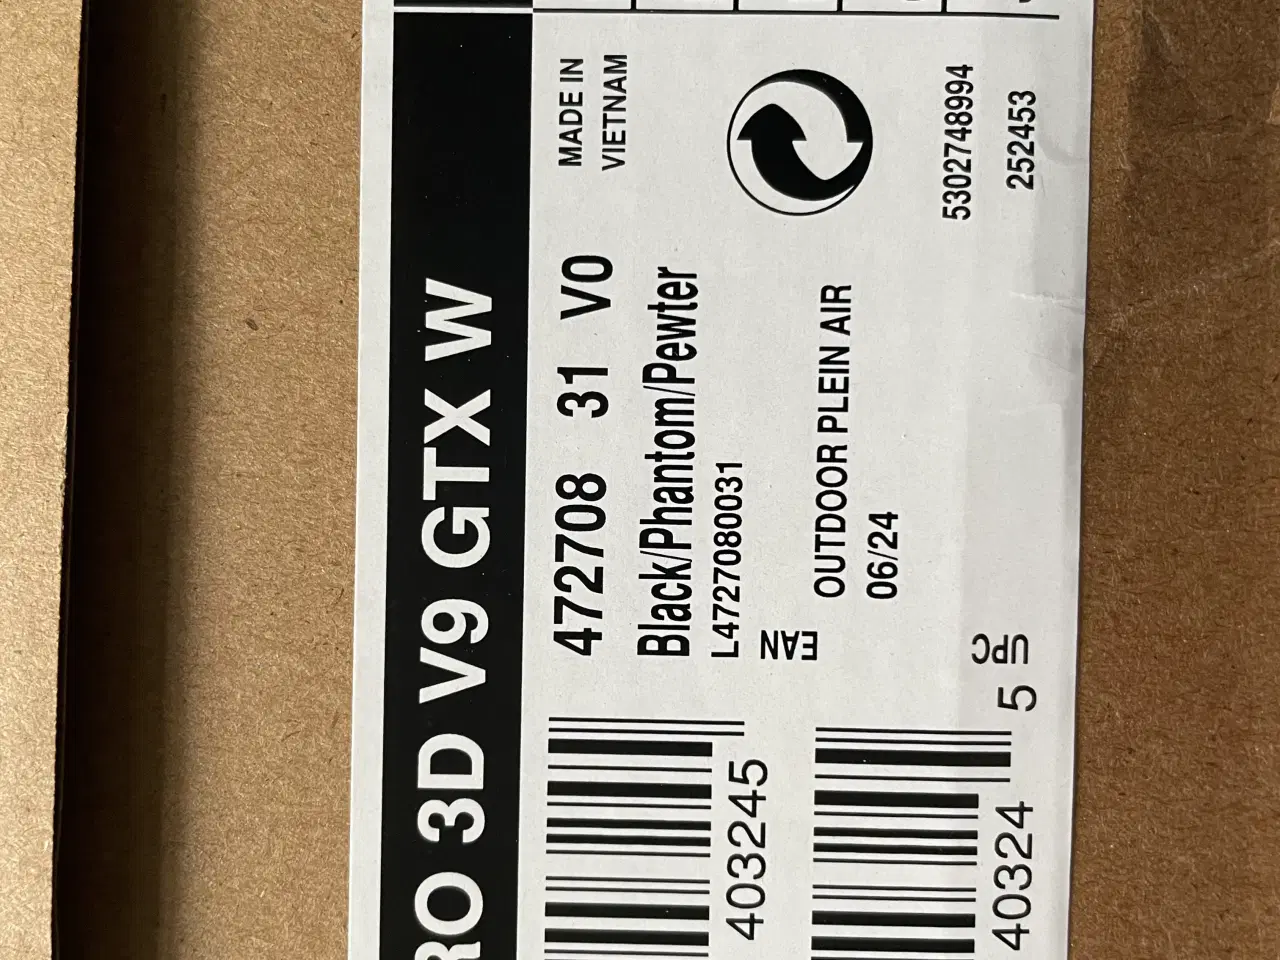 RO 3D V9 GTX W
472708 31 V0
MADE IN
VIETNAM
Black/Phantom/Pewter
L4727080031
EAN
403245
OUTDOOR PLEIN AIR
06/24
5302748994
252453
UPC
40324 5